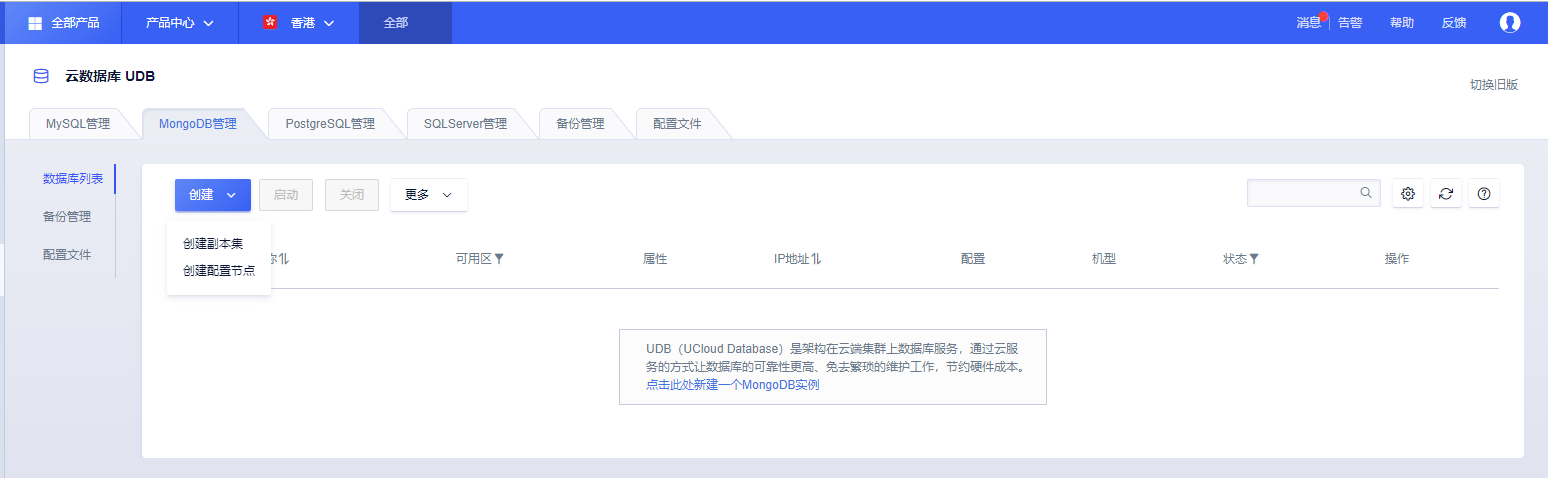 全部产品
产品中心
香港
全部
消息
告警
帮助
反馈
云数据库 UDB
切换旧版
MySQL管理
MongoDB管理
PostgreSQL管理
SQLServer管理
备份管理
配置文件
数据库列表
备份管理
配置文件
创建
启动
关闭
更多
创建副本集
创建配置节点
可用区
属性
IP地址
配置
机型
状态
操作
UDB（UCloud Database）是架构在云端集群上数据库服务，通过云服
务的方式让数据库的可靠性更高、免去繁琐的维护工作，节约硬件成本。
点击此处新建一个MongoDB实例